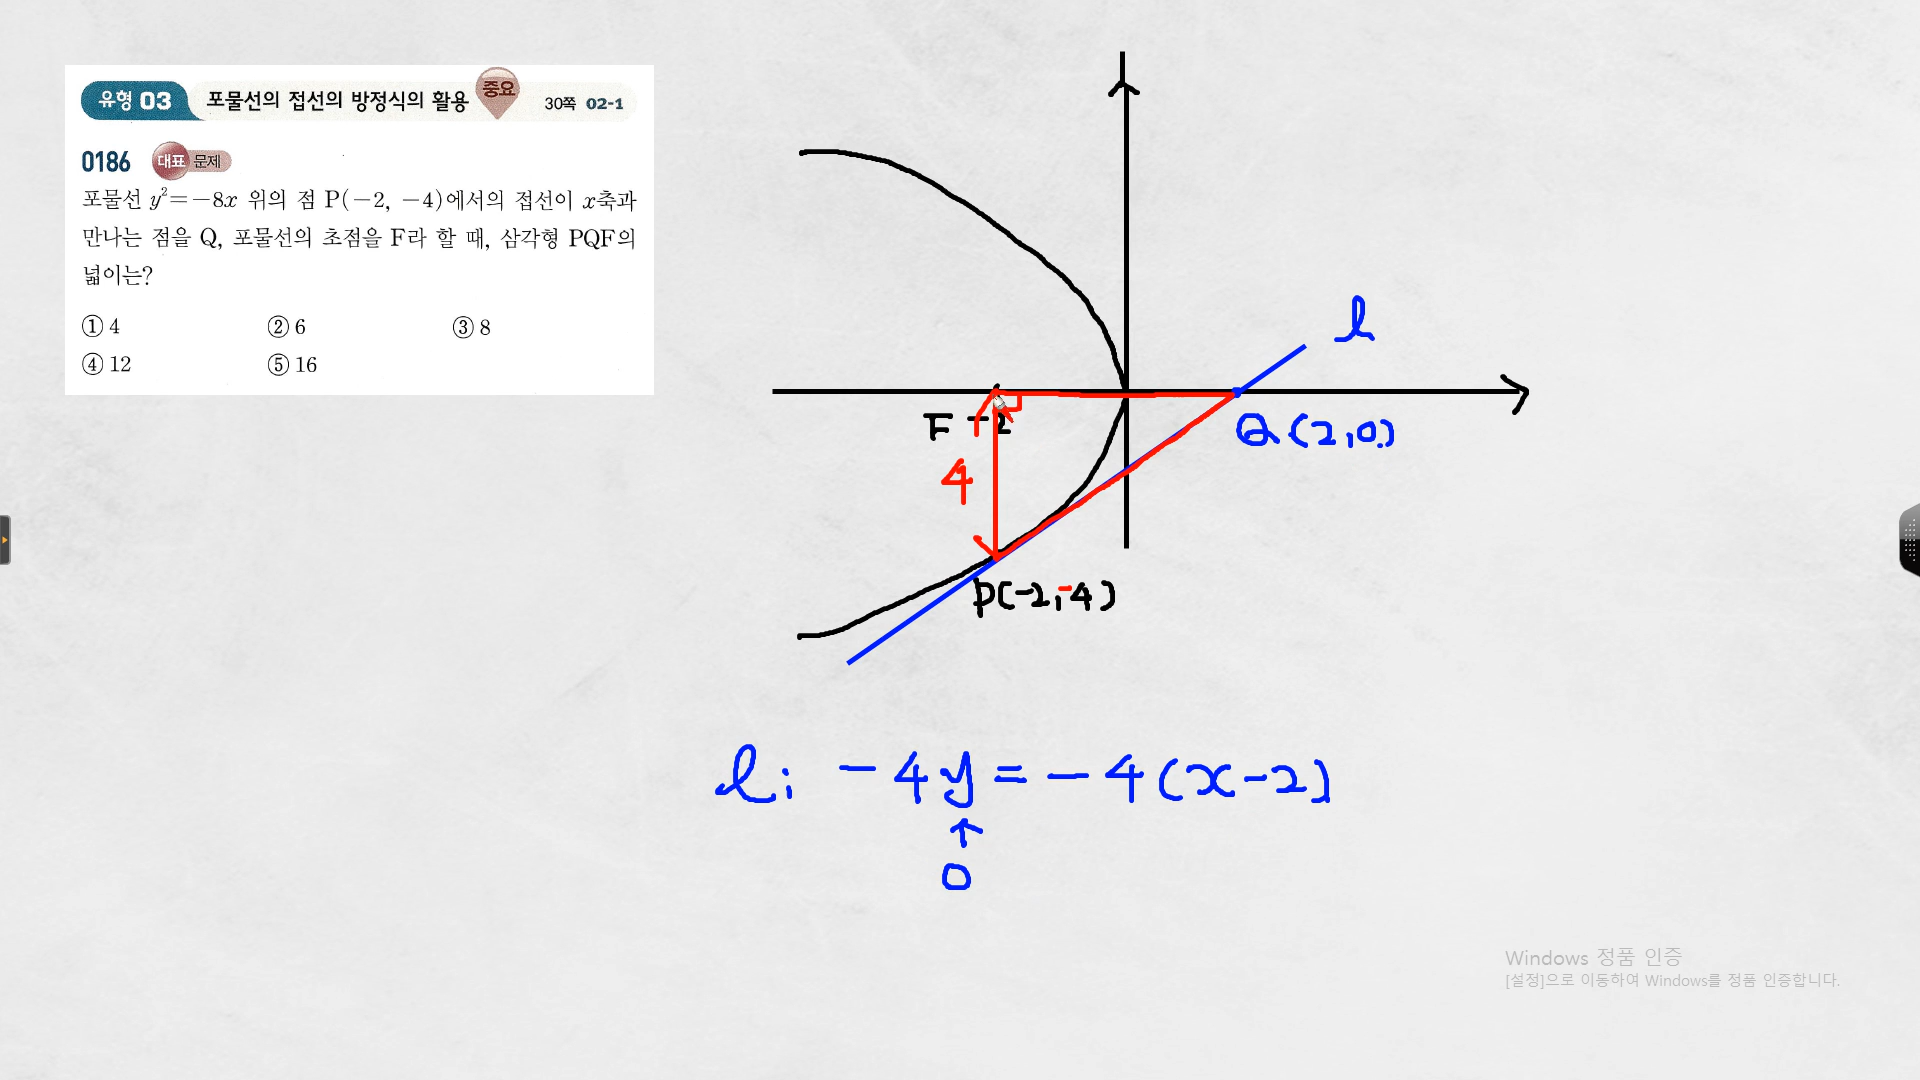 유형 03 포물선의 접선의 방정식의 활용 중요 30쪽 02-1
0186 대표 문제
포물선 y²=-8x 위의 점 P(-2, -4)에서의 접선이 x축과
만나는 점을 Q, 포물선의 초점을 F라 할 때, 삼각형 PQF의
넓이는?
① 4 ② 6 ③ 8
④ 12 ⑤ 16
l
F -2
Q(2,0)
4
P(-2,-4)
l: -4y=-4(x-2)
↑
0
Windows 정품 인증
[설정]으로 이동하여 Windows를 정품 인증합니다.